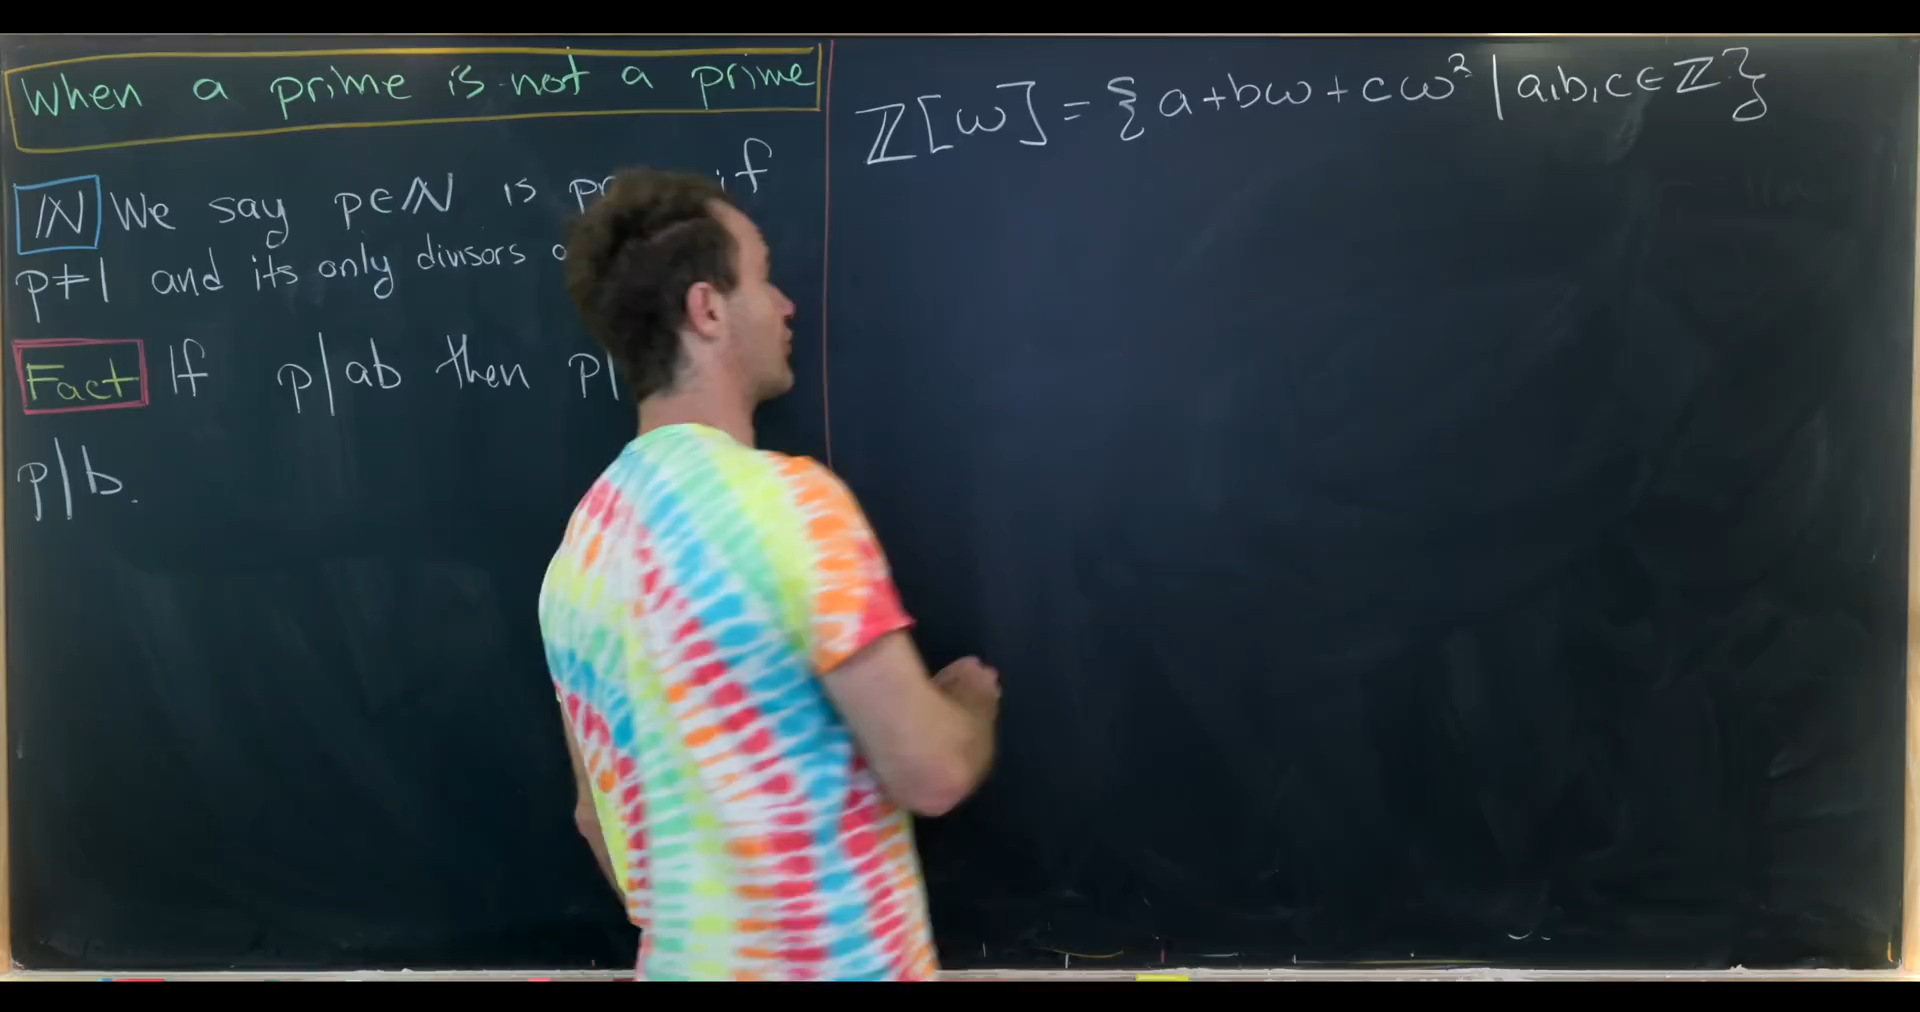 When a prime is not a prime
ℕ We say p∈ℕ is if
p≠1 and its only divisors
Fact If p|ab then p|
p|b.
ℤ[ω] = {a+bω+cω² | a,b,c∈ℤ}